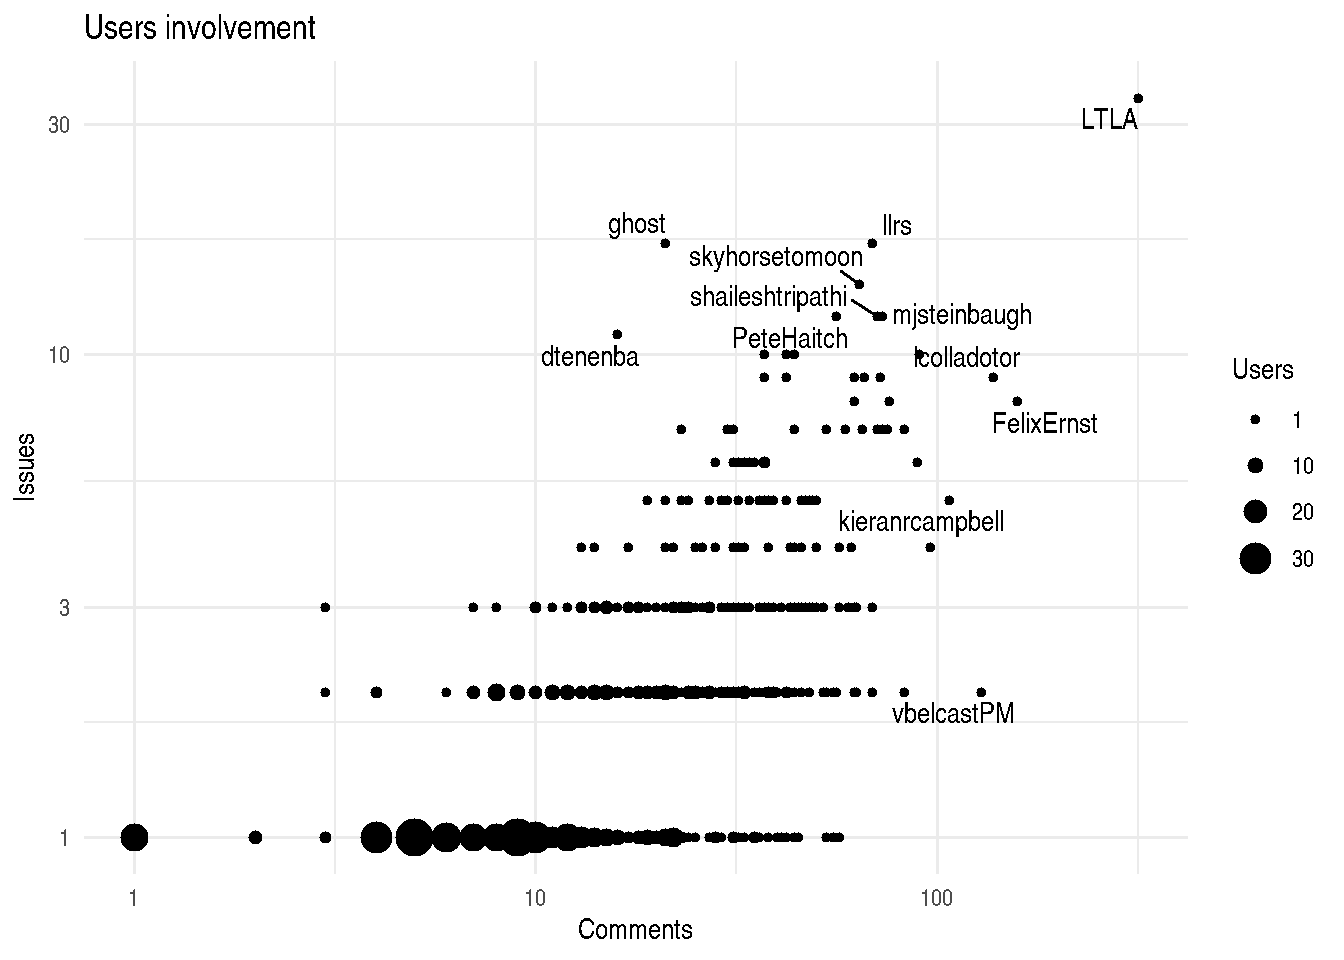 Users involvement
30
LTLA
ghost
llrs
skyhorsetomoon
shaileshtripathi
mjsteinbaugh
PeteHaitch
dtenenba
lcolladotor
10
FelixErnst
Issues
kieranrcampbell
3
vbelcastPM
1
1
10
100
Comments
Users
1
10
20
30